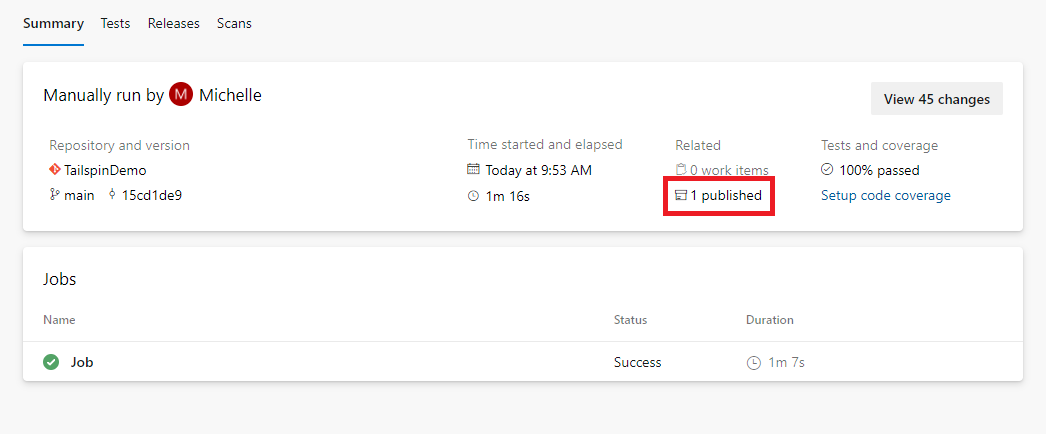 Summary Tests Releases Scans
Manually run by M Michelle
View 45 changes
Repository and version
TailspinDemo
main 15cd1de9
Time started and elapsed
Today at 9:53 AM
1m 16s
Related
0 work items
1 published
Tests and coverage
100% passed
Setup code coverage
Jobs
Name Status Duration
Job Success 1m 7s